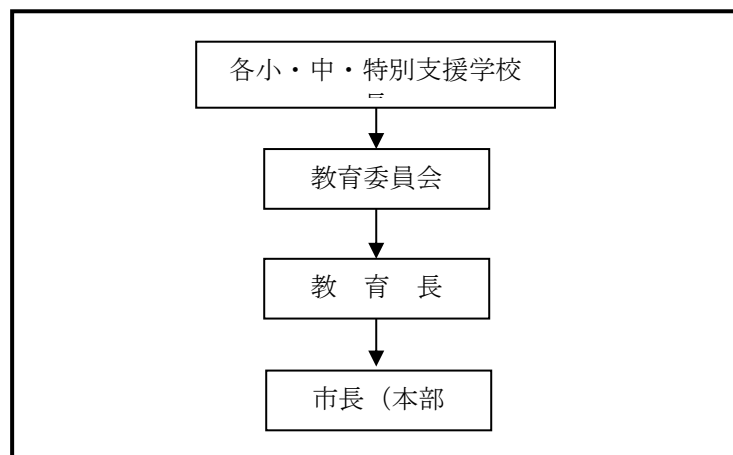 各小・中・特別支援学校
教育委員会
教　育　長
市長（本部